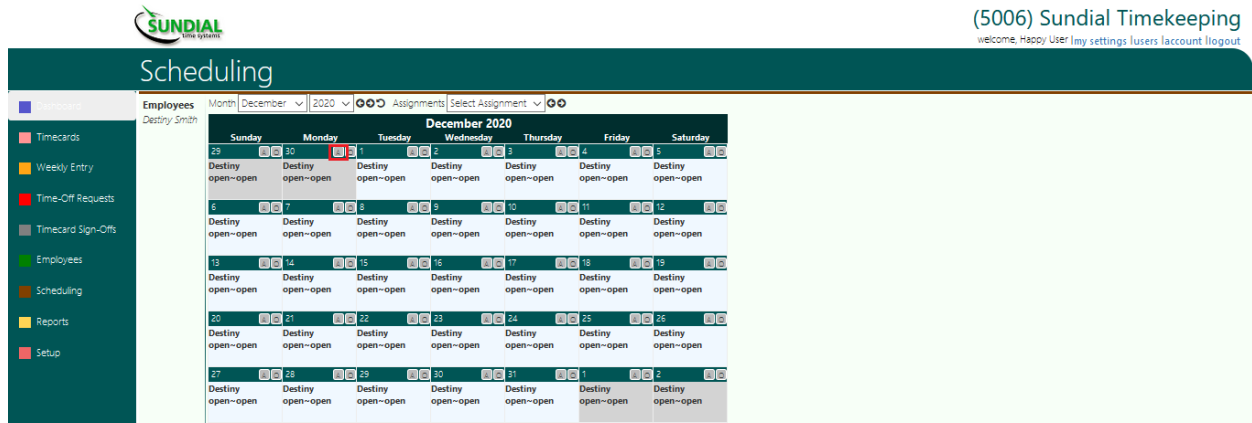 SUNDIAL
time systems
(5006) Sundial Timekeeping
welcome, Happy User |my settings |users |account |logout
Scheduling
Dashboard
Timecards
Weekly Entry
Time-Off Requests
Timecard Sign-Offs
Employees
Scheduling
Reports
Setup
Employees
Destiny Smith
Month December 2020 Assignments Select Assignment
December 2020
Sunday Monday Tuesday Wednesday Thursday Friday Saturday
29 30 1 2 3 4 5
Destiny Destiny Destiny Destiny Destiny Destiny Destiny
open~open open~open open~open open~open open~open open~open open~open
6 7 8 9 10 11 12
Destiny Destiny Destiny Destiny Destiny Destiny Destiny
open~open open~open open~open open~open open~open open~open open~open
13 14 15 16 17 18 19
Destiny Destiny Destiny Destiny Destiny Destiny Destiny
open~open open~open open~open open~open open~open open~open open~open
20 21 22 23 24 25 26
Destiny Destiny Destiny Destiny Destiny Destiny Destiny
open~open open~open open~open open~open open~open open~open open~open
27 28 29 30 31 1 2
Destiny Destiny Destiny Destiny Destiny Destiny Destiny
open~open open~open open~open open~open open~open open~open open~open